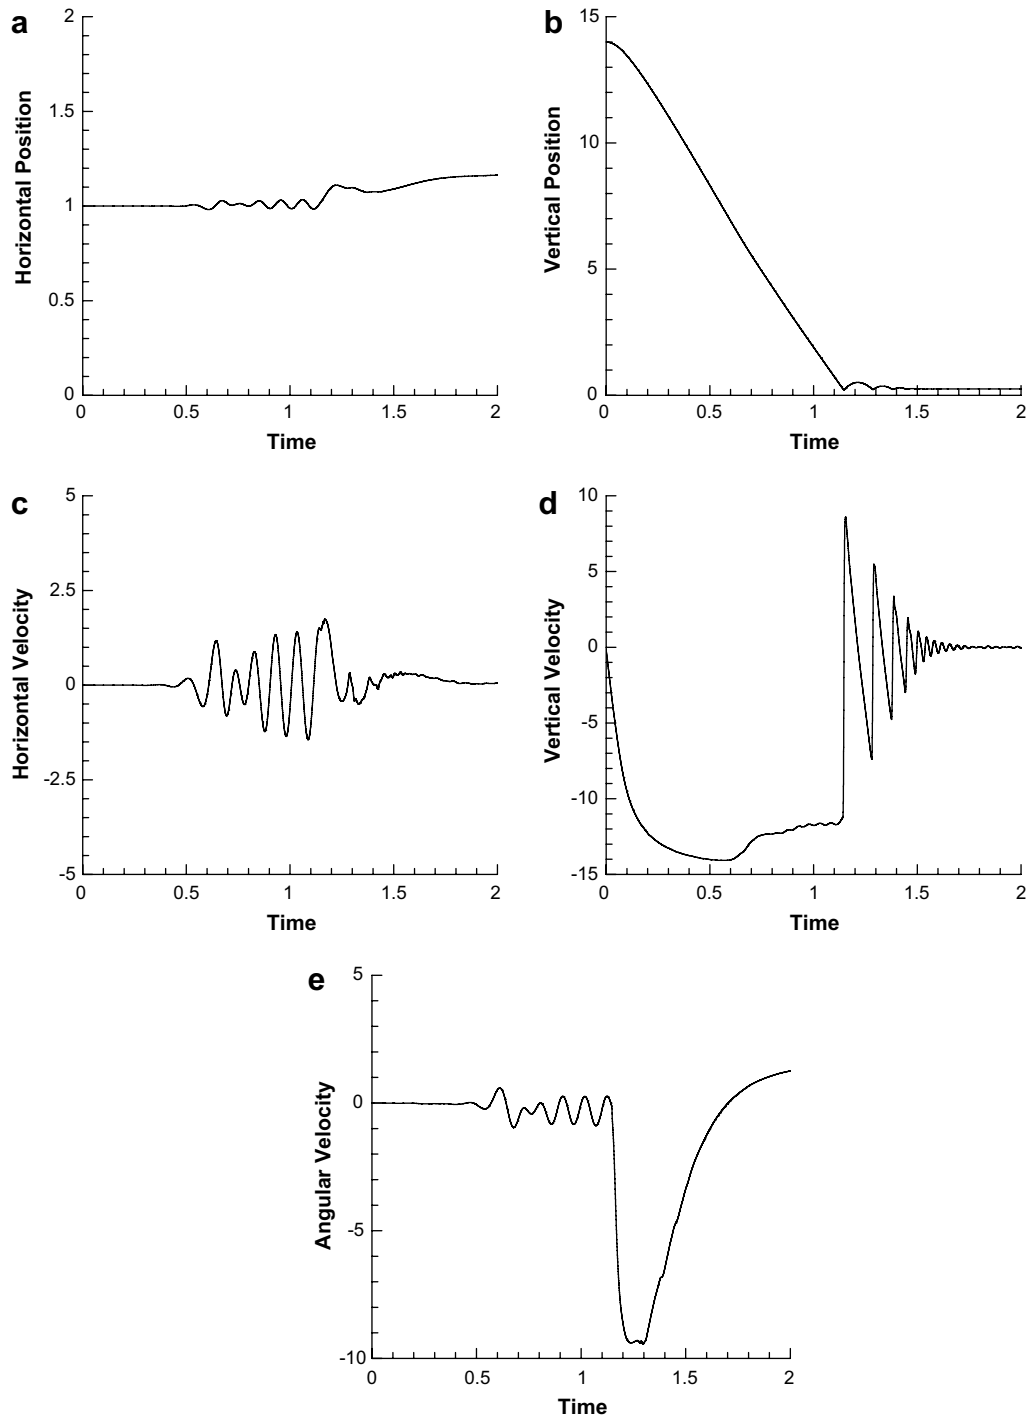 a
2
1.5
1
0.5
0
Horizontal Position
0 0.5 1 1.5 2
Time
b
15
10
5
0
Vertical Position
0 0.5 1 1.5 2
Time
c
5
2.5
0
-2.5
-5
Horizontal Velocity
0 0.5 1 1.5 2
Time
d
10
5
0
-5
-10
-15
Vertical Velocity
0 0.5 1 1.5 2
Time
e
5
0
-5
-10
Angular Velocity
0 0.5 1 1.5 2
Time